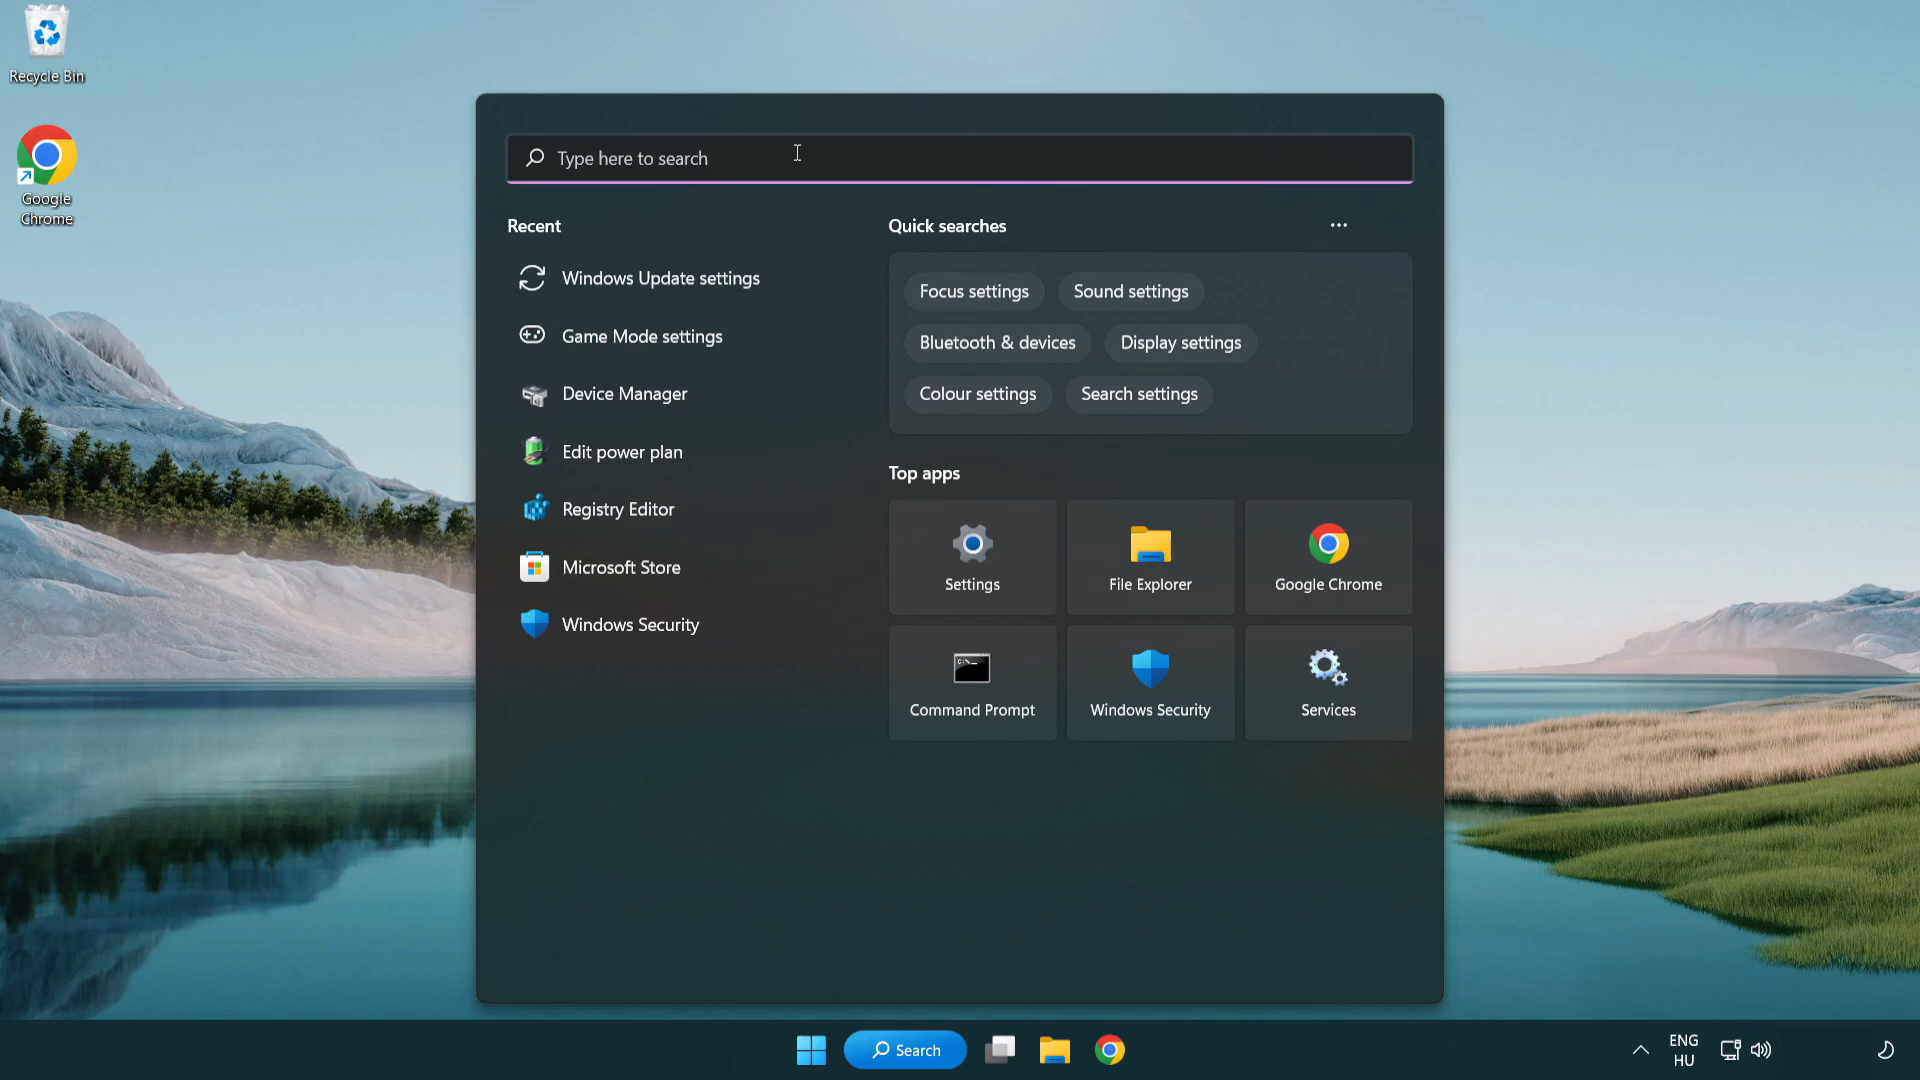 Recycle Bin
Google
Chrome
Type here to search
Recent
Windows Update settings
Game Mode settings
Device Manager
Edit power plan
Registry Editor
Microsoft Store
Windows Security
Quick searches
Focus settings
Sound settings
Bluetooth & devices
Display settings
Colour settings
Search settings
Top apps
Settings
File Explorer
Google Chrome
Command Prompt
Windows Security
Services
Search
ENG
HU